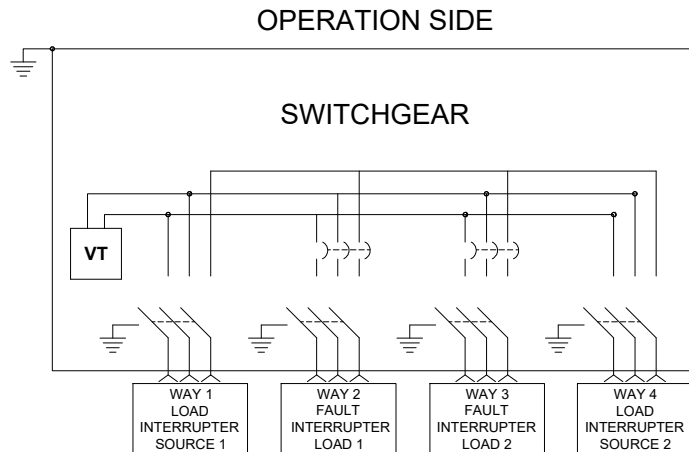 OPERATION SIDE
SWITCHGEAR
VT
WAY 1
LOAD
INTERRUPTER
SOURCE 1
WAY 2
FAULT
INTERRUPTER
LOAD 1
WAY 3
FAULT
INTERRUPTER
LOAD 2
WAY 4
LOAD
INTERRUPTER
SOURCE 2